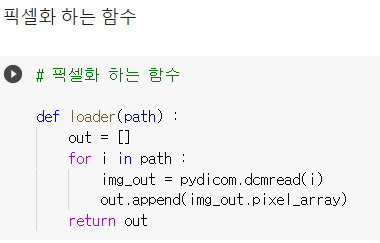 픽셀화 하는 함수
# 픽셀화 하는 함수
def loader(path) :
    out = []
    for i in path :
        img_out = pydicom.dcmread(i)
        out.append(img_out.pixel_array)
    return out